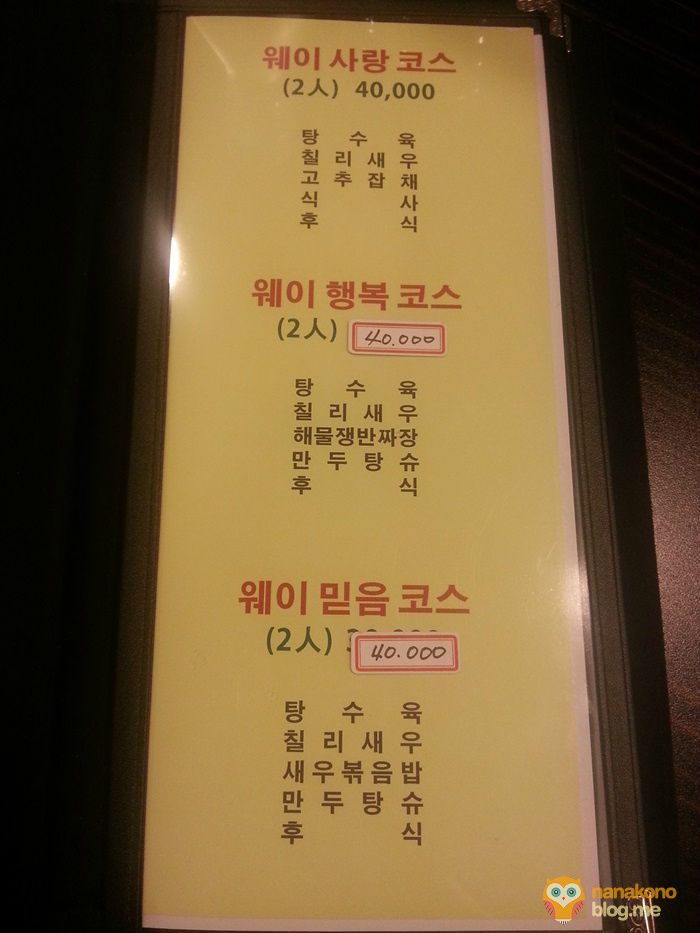 웨이 사랑 코스
(2人) 40,000
탕 수 육
칠 리 새 우
고 추 잡 채
식 사
후 식
웨이 행복 코스
(2人) 40.000
탕 수 육
칠 리 새 우
해물쟁반짜장
만 두 탕 슈
후 식
웨이 믿음 코스
(2人) 40.000
탕 수 육
칠 리 새 우
새우볶음밥
만 두 탕 슈
후 식
nanakono
blog.me